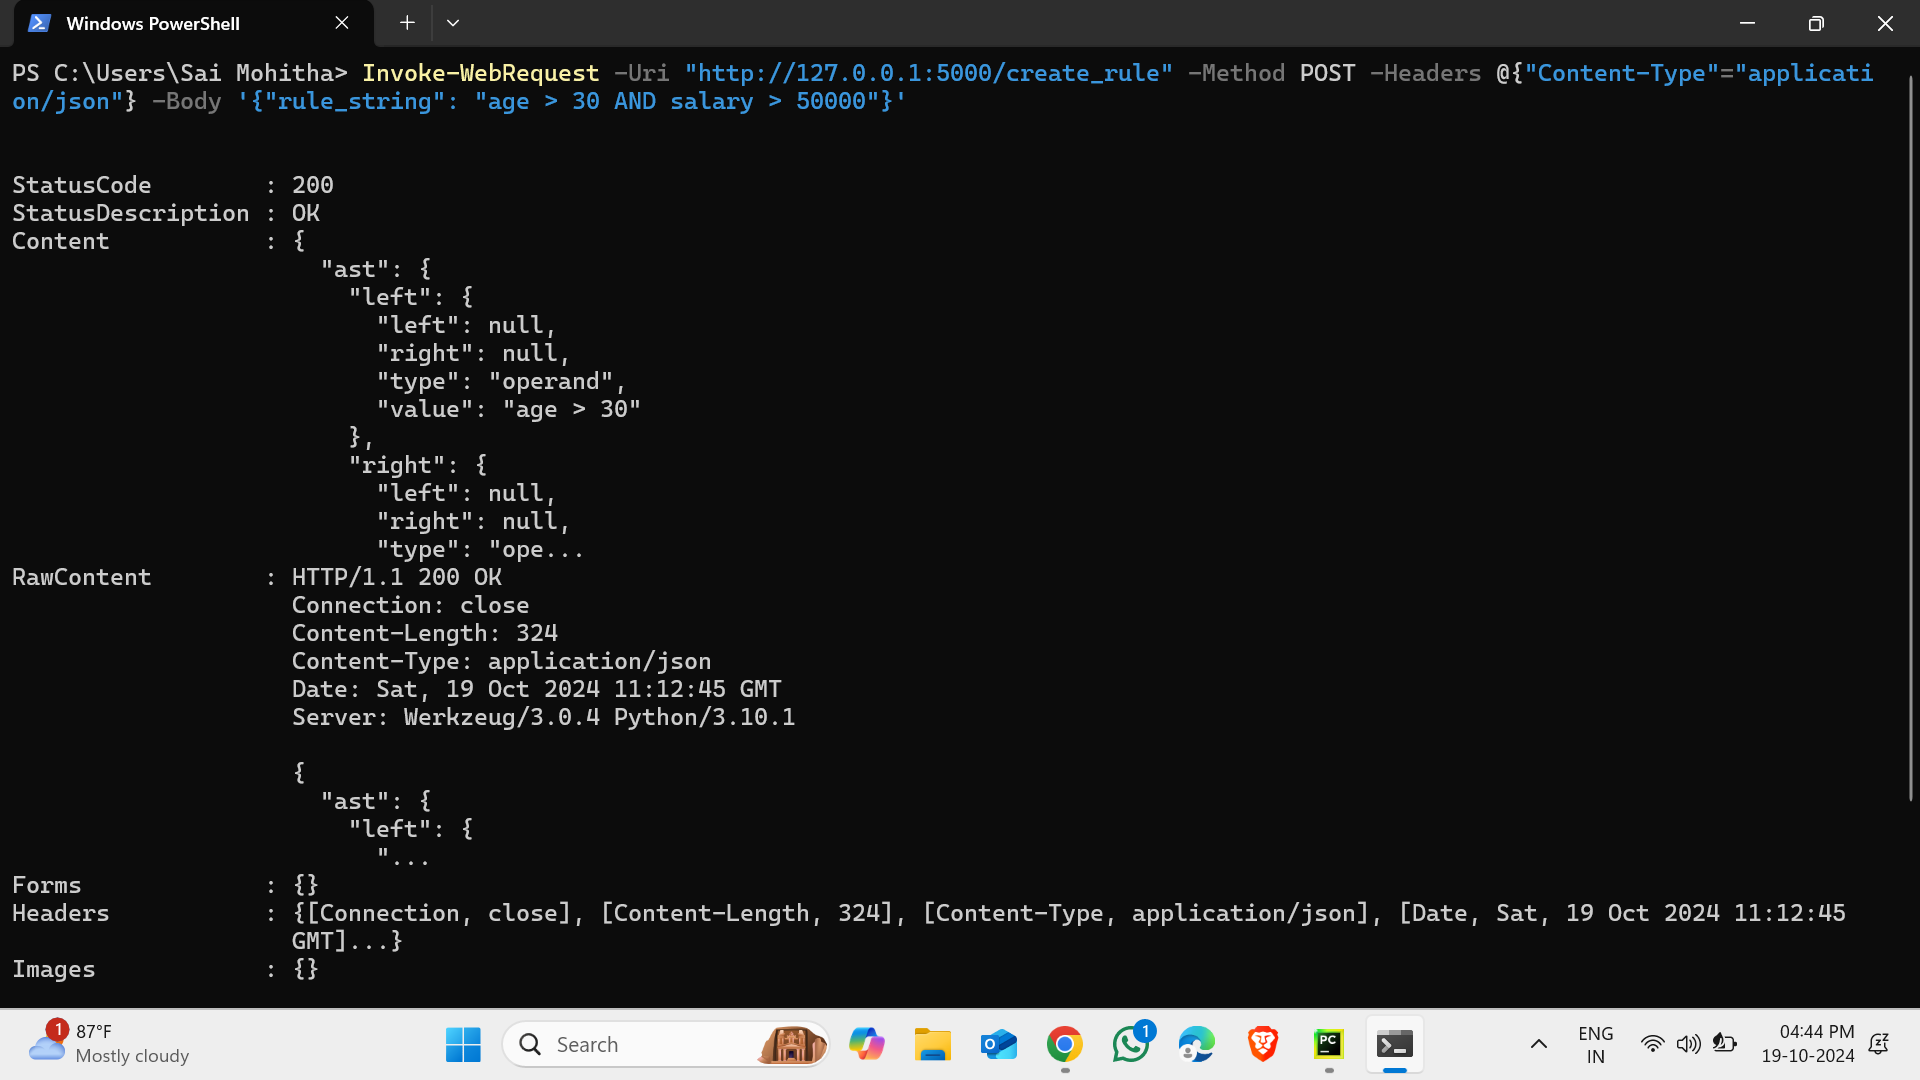 Windows PowerShell
PS C:\Users\Sai Mohitha> Invoke-WebRequest -Uri "http://127.0.0.1:5000/create_rule" -Method POST -Headers @{"Content-Type"="applicati
on/json"} -Body '{"rule_string": "age > 30 AND salary > 50000"}'
StatusCode        : 200
StatusDescription : OK
Content           : {
                      "ast": {
                        "left": {
                          "left": null,
                          "right": null,
                          "type": "operand",
                          "value": "age > 30"
                        },
                        "right": {
                          "left": null,
                          "right": null,
                          "type": "ope...
RawContent        : HTTP/1.1 200 OK
                    Connection: close
                    Content-Length: 324
                    Content-Type: application/json
                    Date: Sat, 19 Oct 2024 11:12:45 GMT
                    Server: Werkzeug/3.0.4 Python/3.10.1
                    {
                      "ast": {
                        "left": {
                          "...
Forms             : {}
Headers           : {[Connection, close], [Content-Length, 324], [Content-Type, application/json], [Date, Sat, 19 Oct 2024 11:12:45
                    GMT]...}
Images            : {}
1
87°F
Mostly cloudy
Search
O
1
PC
ENG
IN
04:44 PM
19-10-2024